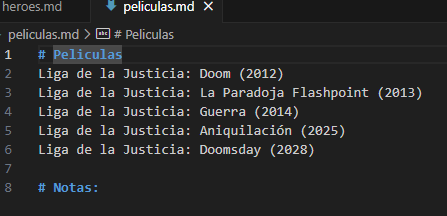 heroes.md
peliculas.md
peliculas.md > # Peliculas
1 # Peliculas
2 Liga de la Justicia: Doom (2012)
3 Liga de la Justicia: La Paradoja Flashpoint (2013)
4 Liga de la Justicia: Guerra (2014)
5 Liga de la Justicia: Aniquilación (2025)
6 Liga de la Justicia: Doomsday (2028)
7
8 # Notas: